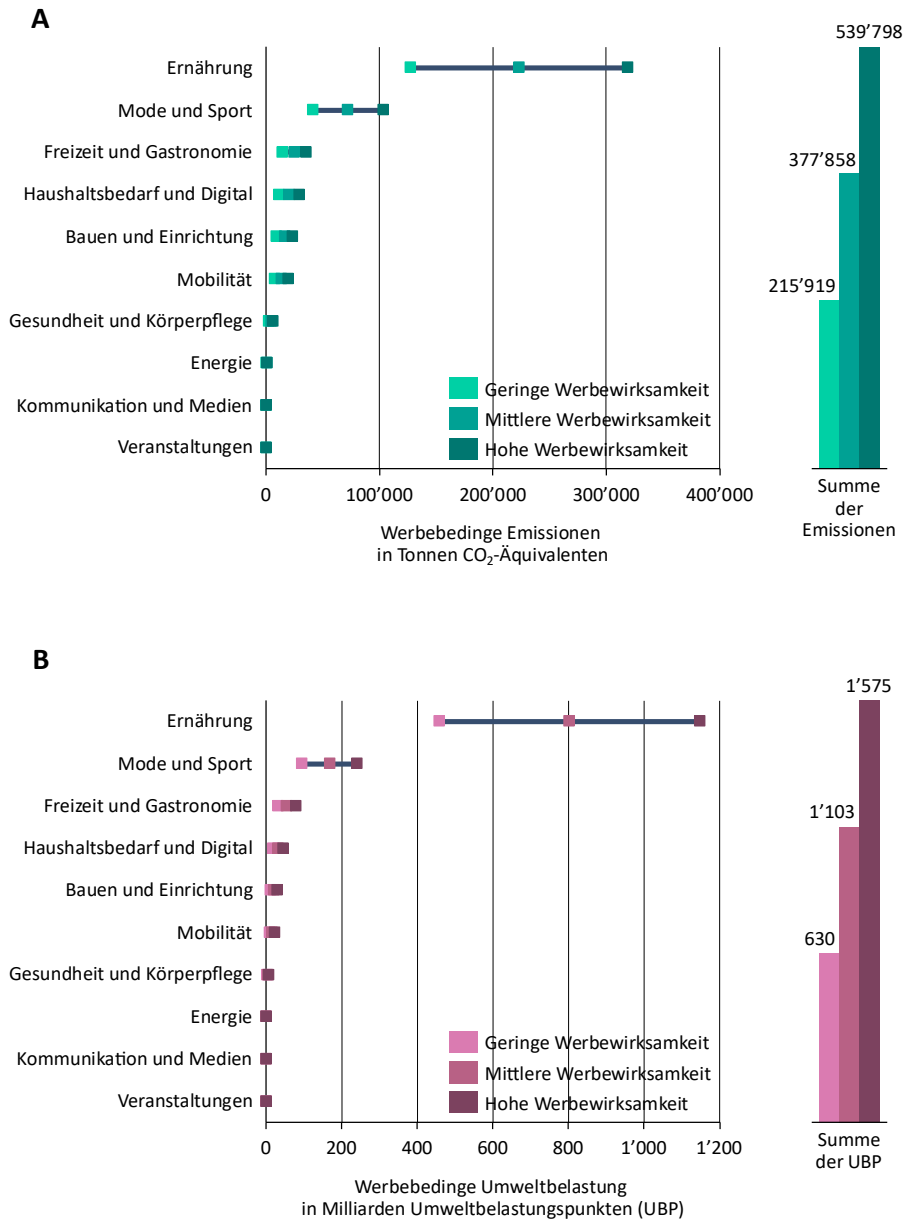 A
539’798
Ernährung
Mode und Sport
Freizeit und Gastronomie
377’858
Haushaltsbedarf und Digital
Bauen und Einrichtung
Mobilität
215’919
Gesundheit und Körperpflege
Energie
Geringe Werbewirksamkeit
Kommunikation und Medien
Mittlere Werbewirksamkeit
Veranstaltungen
Hohe Werbewirksamkeit
0 100’000 200’000 300’000 400’000
Summe
der
Emissionen
Werbebedinge Emissionen
in Tonnen CO₂-Äquivalenten
B
1’575
Ernährung
Mode und Sport
Freizeit und Gastronomie
1’103
Haushaltsbedarf und Digital
Bauen und Einrichtung
Mobilität
630
Gesundheit und Körperpflege
Energie
Geringe Werbewirksamkeit
Kommunikation und Medien
Mittlere Werbewirksamkeit
Veranstaltungen
Hohe Werbewirksamkeit
0 200 400 600 800 1’000 1’200
Summe
der UBP
Werbebedinge Umweltbelastung
in Milliarden Umweltbelastungspunkten (UBP)